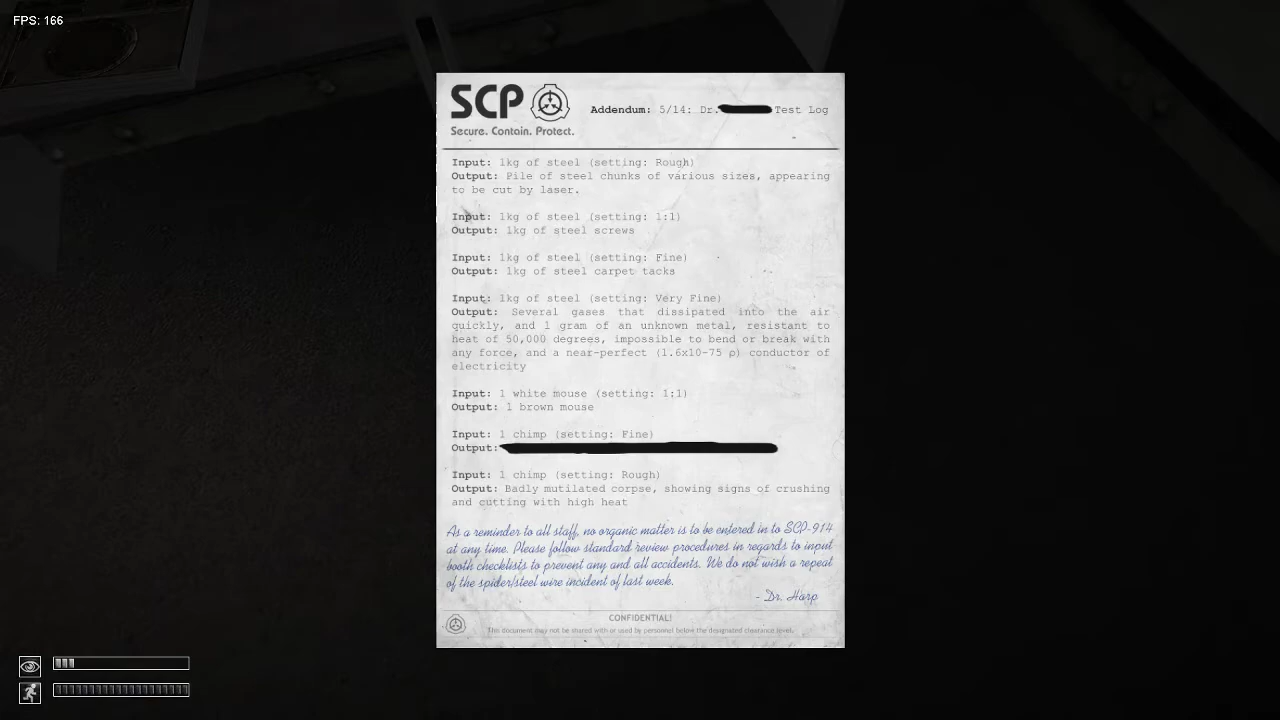 FPS: 166
SCP
Secure. Contain. Protect.
Addendum: 5/14: Dr. Test Log
Input: 1kg of steel (setting: Rough)
Output: Pile of steel chunks of various sizes, appearing
to be cut by laser.
Input: 1kg of steel (setting: 1:1)
Output: 1kg of steel screws
Input: 1kg of steel (setting: Fine)
Output: 1kg of steel carpet tacks
Input: 1kg of steel (setting: Very Fine)
Output: Several gases that dissipated into the air
quickly, and 1 gram of an unknown metal, resistant to
heat of 50,000 degrees, impossible to bend or break with
any force, and a near-perfect (1.6x10-75 ρ) conductor of
electricity
Input: 1 white mouse (setting: 1:1)
Output: 1 brown mouse
Input: 1 chimp (setting: Fine)
Output:
Input: 1 chimp (setting: Rough)
Output: Badly mutilated corpse, showing signs of crushing
and cutting with high heat
As a reminder to all staff, no organic matter is to be entered in to SCP-914
at any time. Please follow standard review procedures in regards to input
booth checklists to prevent any and all accidents. We do not wish a repeat
of the spider/steel wire incident of last week.
- Dr. Harp
CONFIDENTIAL!
This document may not be shared with or used by personnel below the designated clearance level.